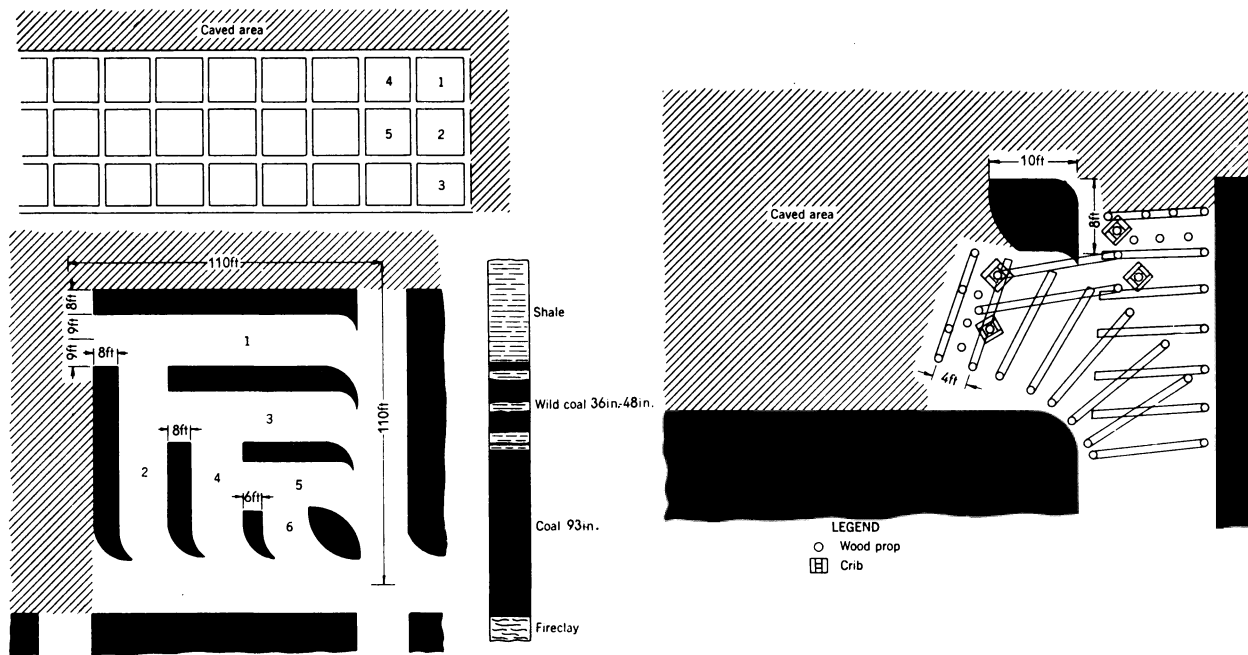 Caved area
4
1
5
2
3
110ft
8ft
9ft
9ft
8ft
1
110ft
8ft
3
2
4
5
6ft
6
Shale
Wild coal 36in.-48in.
Coal 93in.
Fireclay
10ft
8ft
Caved area
4ft
LEGEND
Wood prop
Crib